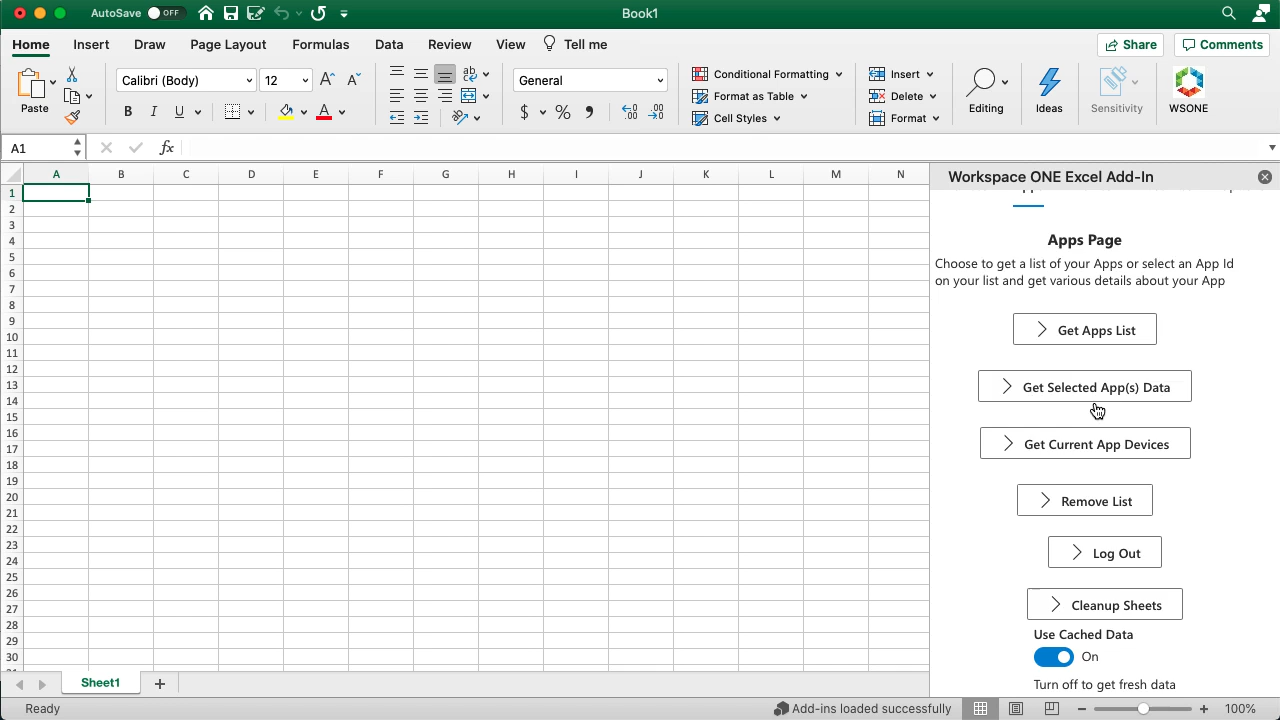 AutoSave OFF
Book1
Home Insert Draw Page Layout Formulas Data Review View Tell me
Share Comments
Paste
Calibri (Body) 12
A^ A
B I U A
ab
General
$ % 9
Conditional Formatting
Format as Table
Cell Styles
Insert
Delete
Format
Editing
Ideas
Sensitivity
WSONE
A1 fx
A B C D E F G H I J K L M N
1
2
3
4
5
6
7
8
9
10
11
12
13
14
15
16
17
18
19
20
21
22
23
24
25
26
27
28
29
30
Workspace ONE Excel Add-In
Apps Page
Choose to get a list of your Apps or select an App Id
on your list and get various details about your App
Get Apps List
Get Selected App(s) Data
Get Current App Devices
Remove List
Log Out
Cleanup Sheets
Use Cached Data
On
Turn off to get fresh data
Sheet1 +
Ready
Add-ins loaded successfully
100%